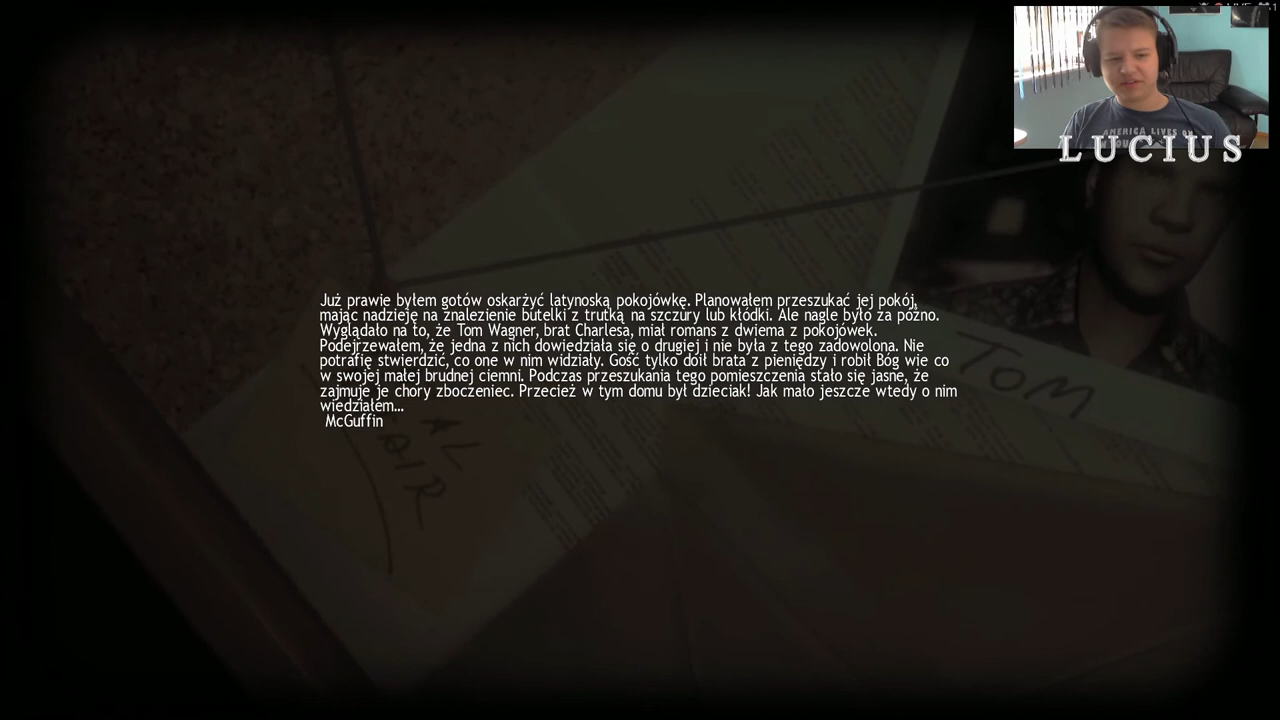 AMERICA LIVES ON
LUCIUS
Już prawie byłem gotów oskarżyć latynoską pokojówkę. Planowałem przeszukać jej pokój,
mając nadzieję na znalezienie butelki z trutką na szczury lub kłódki. Ale nagle było za późno.
Wyglądało na to, że Tom Wagner, brat Charlesa, miał romans z dwiema z pokojówek.
Podejrzewałem, że jedna z nich dowiedziała się o drugiej i nie była z tego zadowolona. Nie
potrafię stwierdzić, co one w nim widziały. Gość tylko doił brata z pieniędzy i robił Bóg wie co
w swojej małej brudnej ciemni. Podczas przeszukania tego pomieszczenia stało się jasne, że
zajmuje je chory zboczeniec. Przecież w tym domu był dzieciak! Jak mało jeszcze wtedy o nim
wiedziałem...
McGuffin
TOM
AL